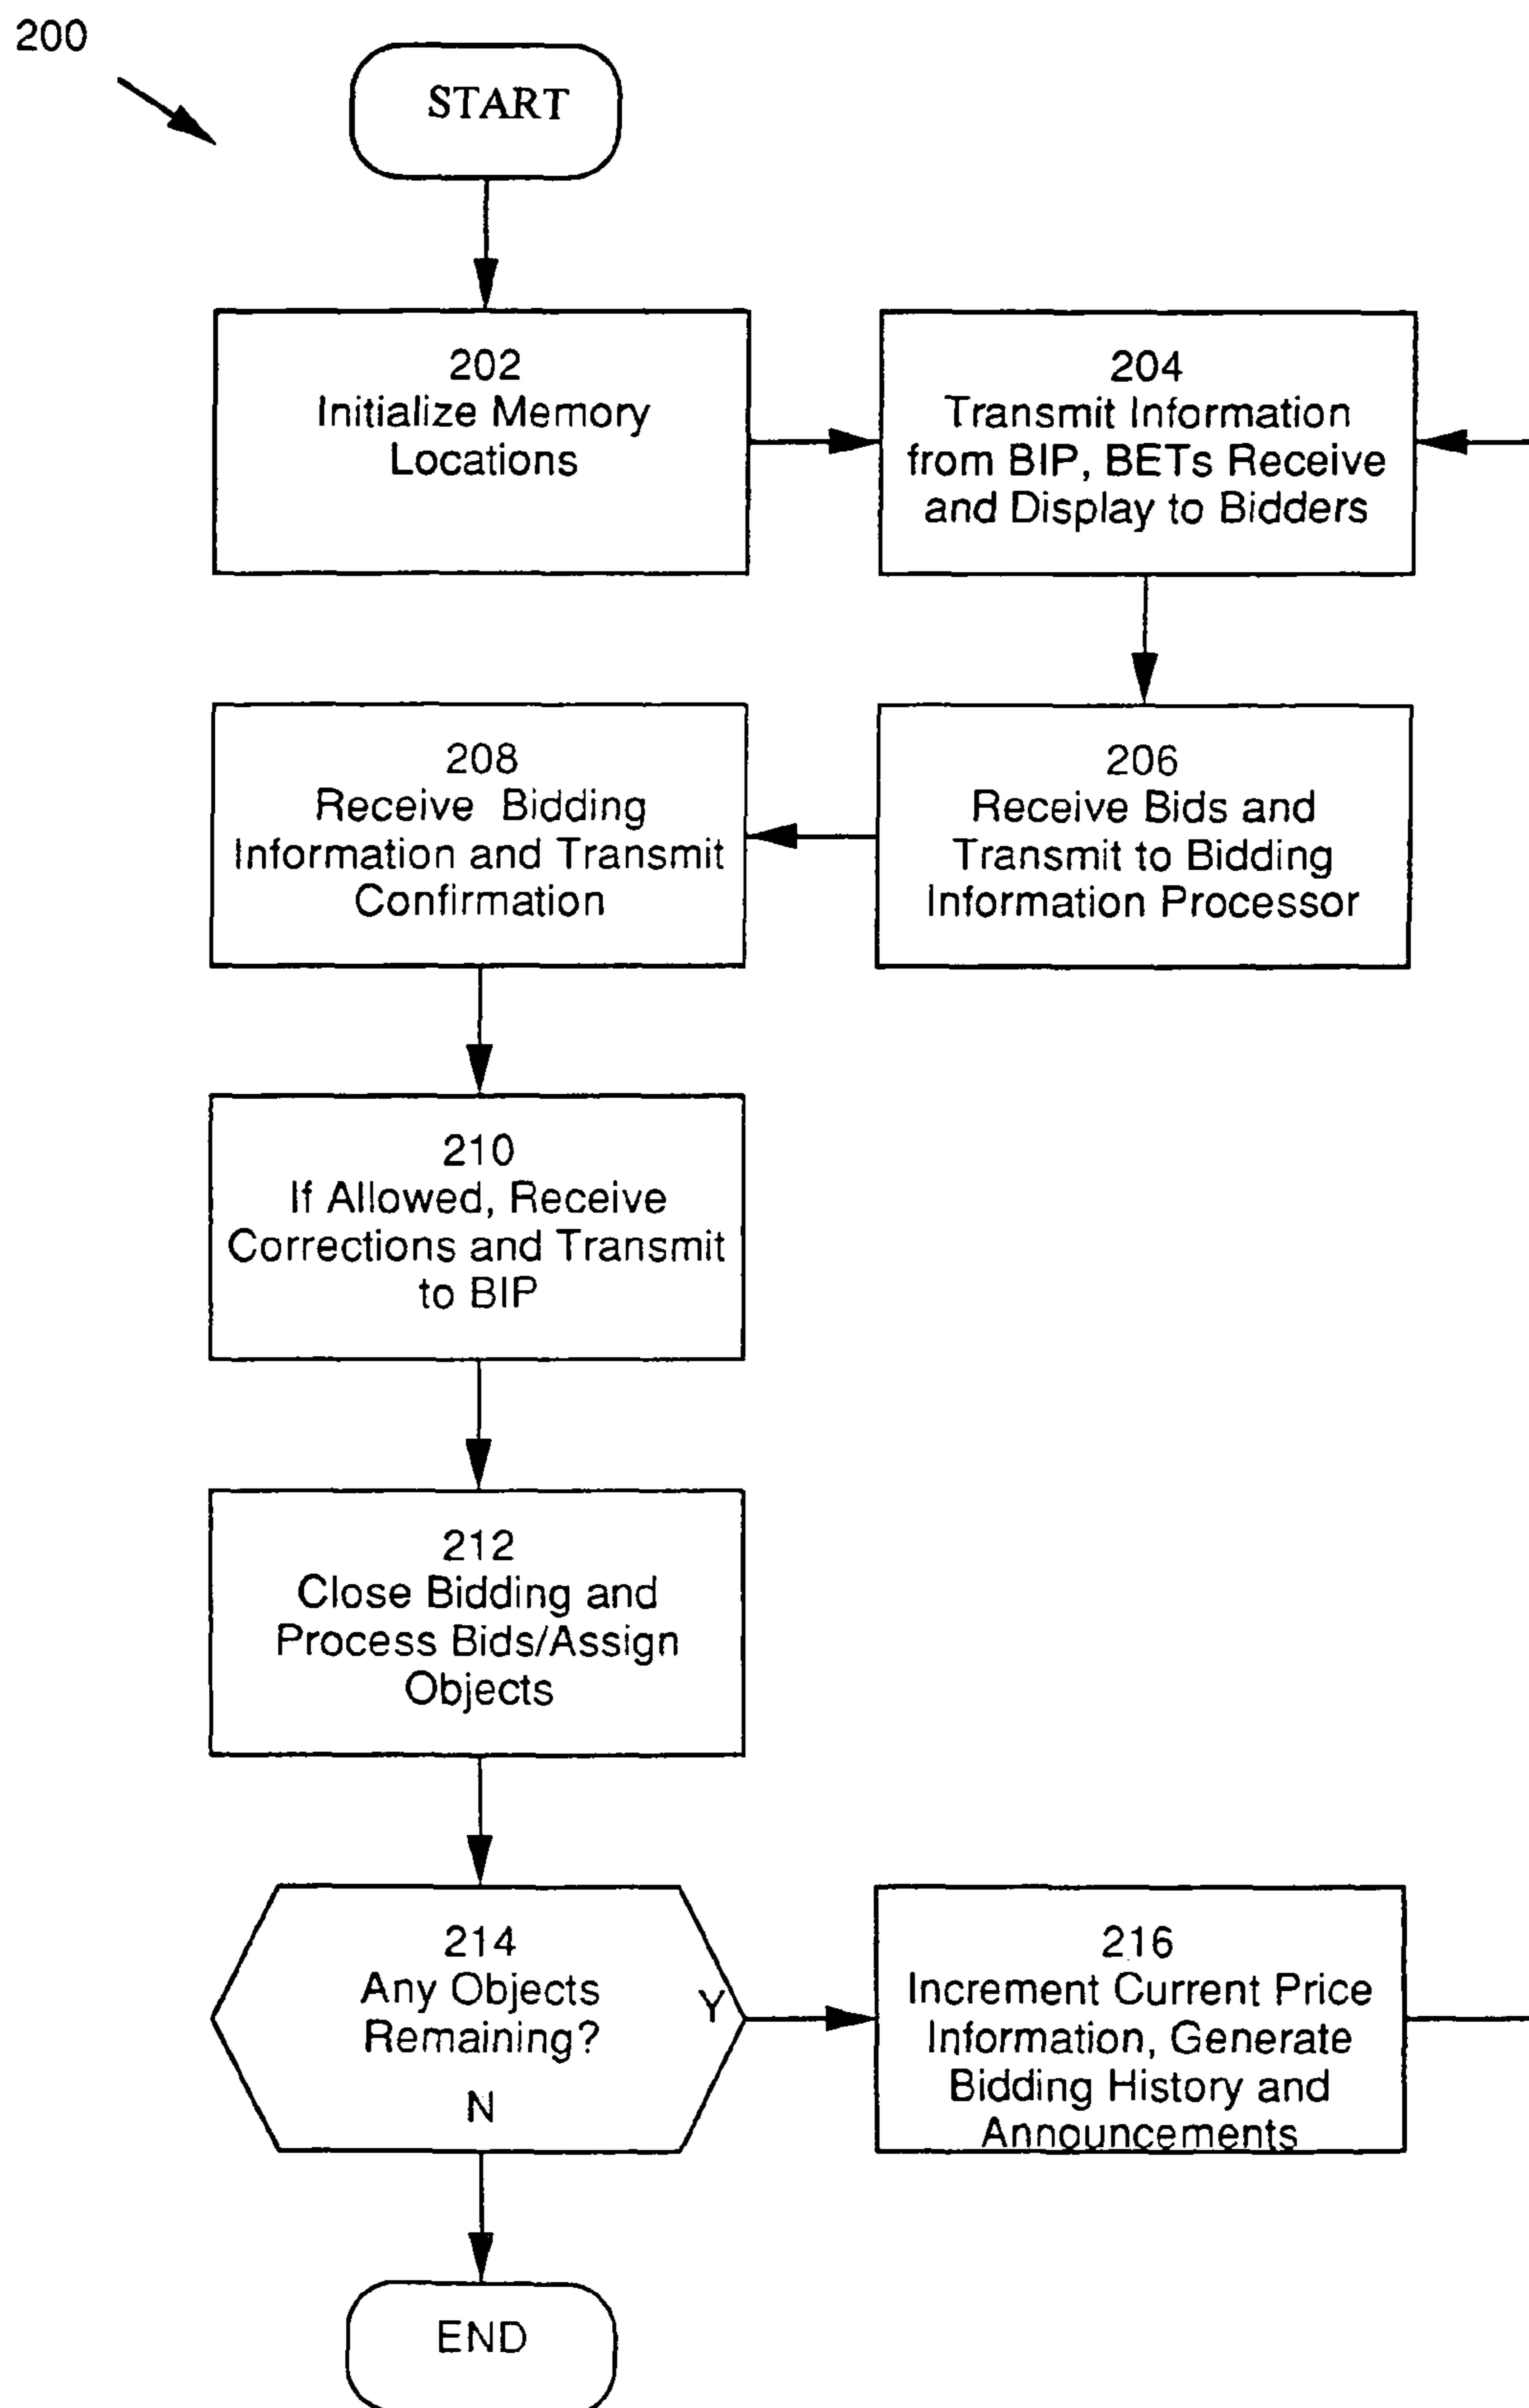 200
START
202
Initialize Memory
Locations
204
Transmit Information
from BIP, BETs Receive
and Display to Bidders
206
Receive Bids and
Transmit to Bidding
Information Processor
208
Receive Bidding
Information and Transmit
Confirmation
210
If Allowed, Receive
Corrections and Transmit
to BIP
212
Close Bidding and
Process Bids/Assign
Objects
214
Any Objects
Remaining?
Y
N
216
Increment Current Price
Information, Generate
Bidding History and
Announcements
END